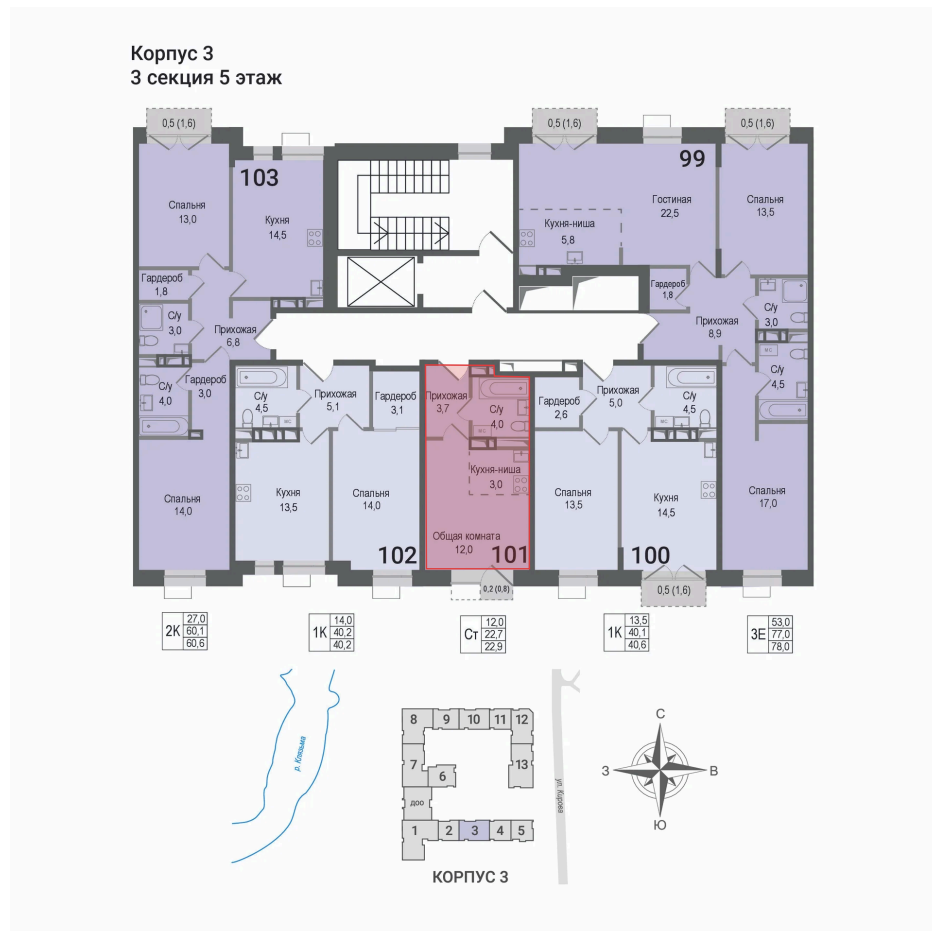 Корпус 3
3 секция 5 этаж
0,5 (1,6)
0,5 (1,6)
0,5 (1,6)
103
Спальня
13,0
Кухня
14,5
Гардероб
1,8
С/у
3,0
Прихожая
6,8
С/у
4,0
Гардероб
3,0
Спальня
14,0
99
Гостиная
22,5
Кухня-ниша
5,8
Спальня
13,5
Гардероб
1,8
С/у
3,0
Прихожая
8,9
С/у
4,5
Спальня
17,0
С/у
4,5
Прихожая
5,1
Гардероб
3,1
Кухня
13,5
Спальня
14,0
102
Прихожая
3,7
С/у
4,0
Кухня-ниша
3,0
Общая комната
12,0
101
0,2 (0,8)
Гардероб
2,6
Прихожая
5,0
С/у
4,5
Спальня
13,5
Кухня
14,5
100
0,5 (1,6)
2К
27,0
60,1
60,6
1К
14,0
40,2
40,2
Ст
12,0
22,7
22,9
1К
13,5
40,1
40,6
3Е
53,0
77,0
78,0
р. Клязьма
8
9
10
11
12
7
6
13
ДОО
1
2
3
4
5
КОРПУС 3
ул. Кирова
С
З
В
Ю